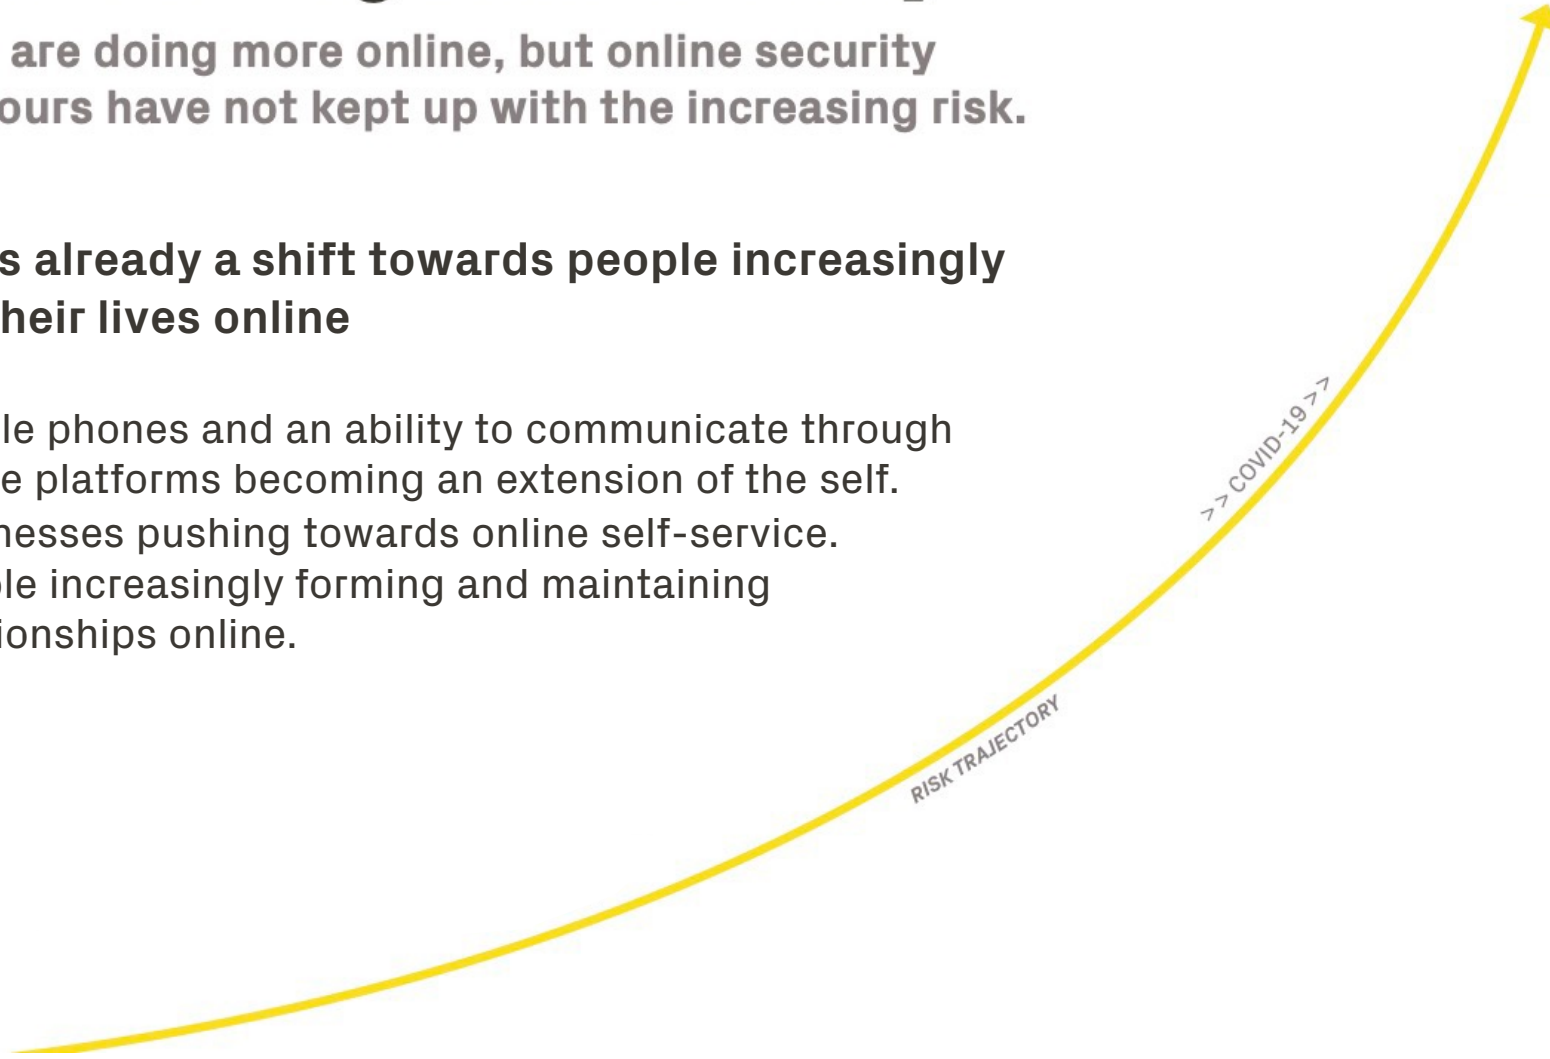 are doing more online, but online security
ours have not kept up with the increasing risk.
s already a shift towards people increasingly
heir lives online
le phones and an ability to communicate through
e platforms becoming an extension of the self.
nesses pushing towards online self-service.
le increasingly forming and maintaining
ionships online.
>> COVID-19 >>
RISK TRAJECTORY